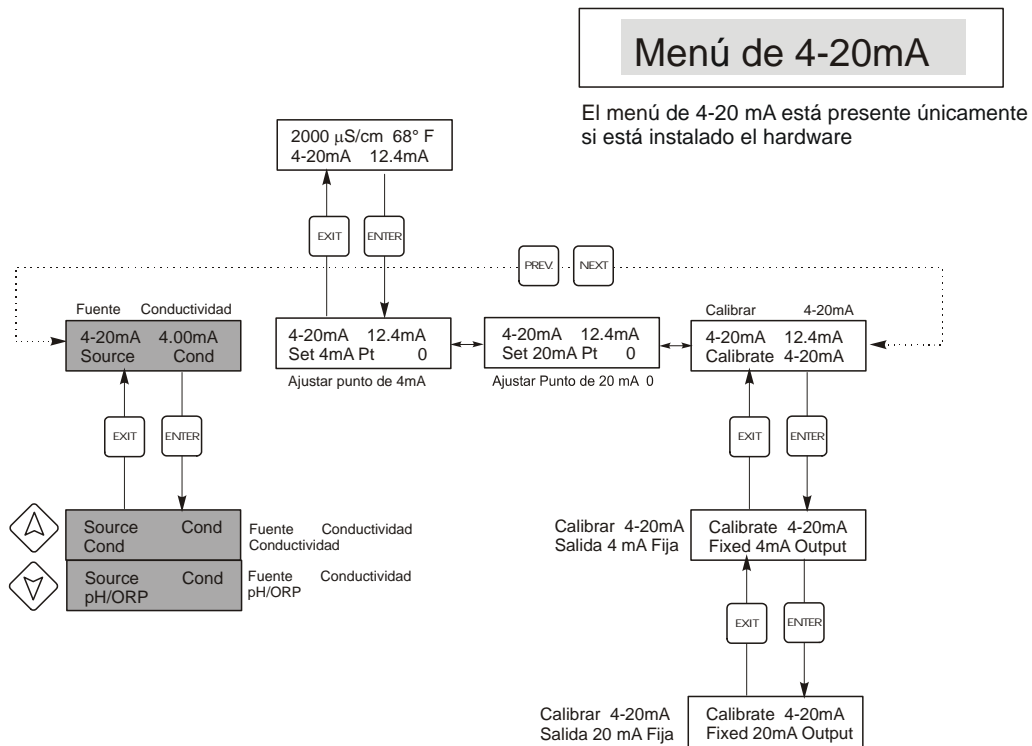 Menú de 4-20mA
El menú de 4-20 mA está presente únicamente
si está instalado el hardware
2000 μS/cm 68° F
4-20mA 12.4mA
EXIT
ENTER
PREV.
NEXT
Fuente Conductividad
4-20mA 4.00mA
Source Cond
4-20mA 12.4mA
Set 4mA Pt 0
Ajustar punto de 4mA
4-20mA 12.4mA
Set 20mA Pt 0
Ajustar Punto de 20 mA 0
Calibrar 4-20mA
4-20mA 12.4mA
Calibrate 4-20mA
EXIT
ENTER
EXIT
ENTER
Source Cond
Cond
Fuente Conductividad
Conductividad
Source Cond
pH/ORP
Fuente Conductividad
pH/ORP
Calibrar 4-20mA
Salida 4 mA Fija
Calibrate 4-20mA
Fixed 4mA Output
EXIT
ENTER
Calibrar 4-20mA
Salida 20 mA Fija
Calibrate 4-20mA
Fixed 20mA Output